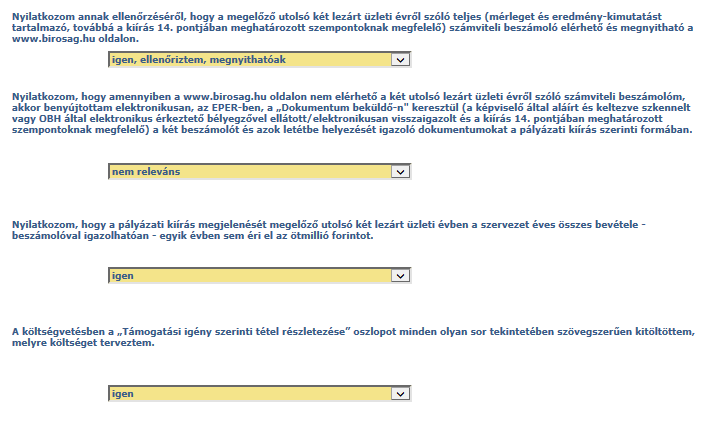 Nyilatkozom annak ellenőrzéséről, hogy a megelőző utolsó két lezárt üzleti évről szóló teljes (mérleget és eredmény-kimutatást
tartalmazó, továbbá a kiírás 14. pontjában meghatározott szempontoknak megfelelő) számviteli beszámoló elérhető és megnyitható a
www.birosag.hu oldalon.
igen, ellenőriztem, megnyithatóak
Nyilatkozom, hogy amennyiben a www.birosag.hu oldalon nem elérhető a két utolsó lezárt üzleti évről szóló számviteli beszámolóm,
akkor benyújtottam elektronikusan, az EPER-ben, a „Dokumentum beküldő-n" keresztül (a képviselő által aláírt és keltezve szkennelt
vagy OBH által elektronikus érkeztető bélyegzővel ellátott/elektronikusan visszaigazolt és a kiírás 14. pontjában meghatározott
szempontoknak megfelelő) a két beszámolót és azok letétbe helyezését igazoló dokumentumokat a pályázati kiírás szerinti formában.
nem releváns
Nyilatkozom, hogy a pályázati kiírás megjelenését megelőző utolsó két lezárt üzleti évben a szervezet éves összes bevétele -
beszámolóval igazolhatóan - egyik évben sem éri el az ötmillió forintot.
igen
A költségvetésben a „Támogatási igény szerinti tétel részletezése” oszlopot minden olyan sor tekintetében szövegszerűen kitöltöttem,
melyre költséget terveztem.
igen